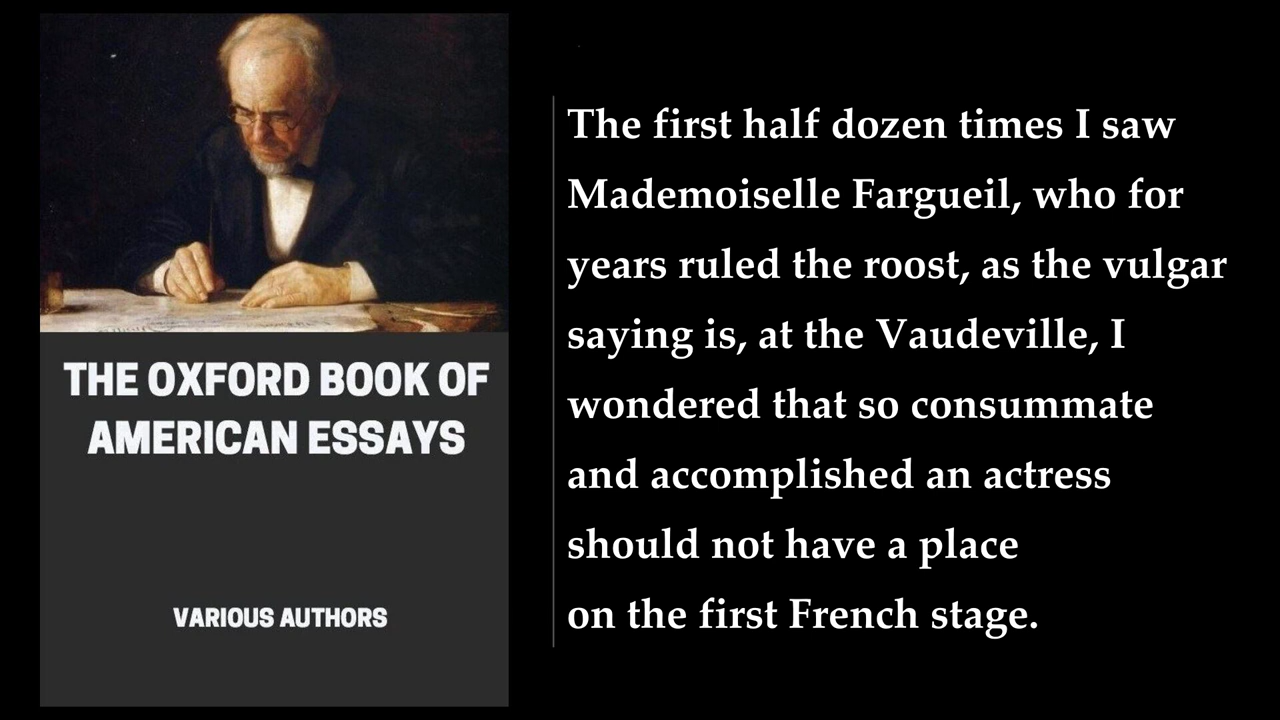 THE OXFORD BOOK OF
AMERICAN ESSAYS
VARIOUS AUTHORS
The first half dozen times I saw
Mademoiselle Fargueil, who for
years ruled the roost, as the vulgar
saying is, at the Vaudeville, I
wondered that so consummate
and accomplished an actress
should not have a place
on the first French stage.